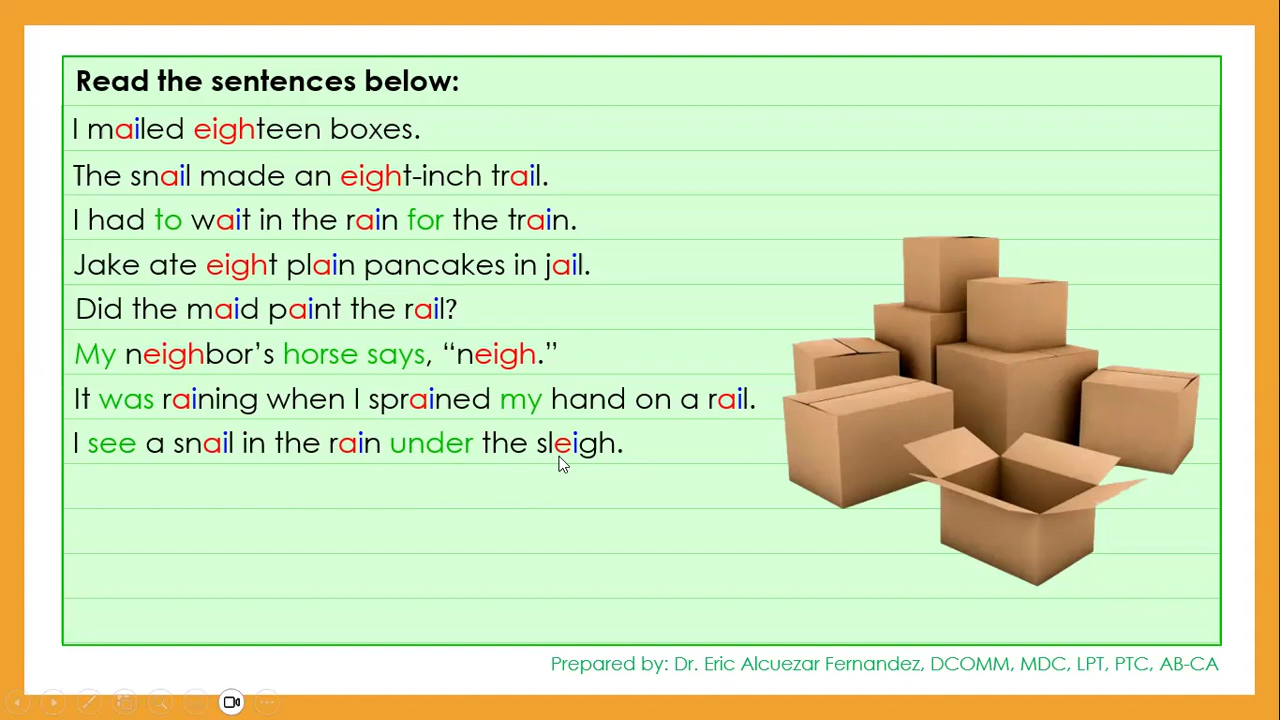 Read the sentences below:
I mailed eighteen boxes.
The snail made an eight-inch trail.
I had to wait in the rain for the train.
Jake ate eight plain pancakes in jail.
Did the maid paint the rail?
My neighbor’s horse says, “neigh.”
It was raining when I sprained my hand on a rail.
I see a snail in the rain under the sleigh.
Prepared by: Dr. Eric Alcuezar Fernandez, DCOMM, MDC, LPT, PTC, AB-CA